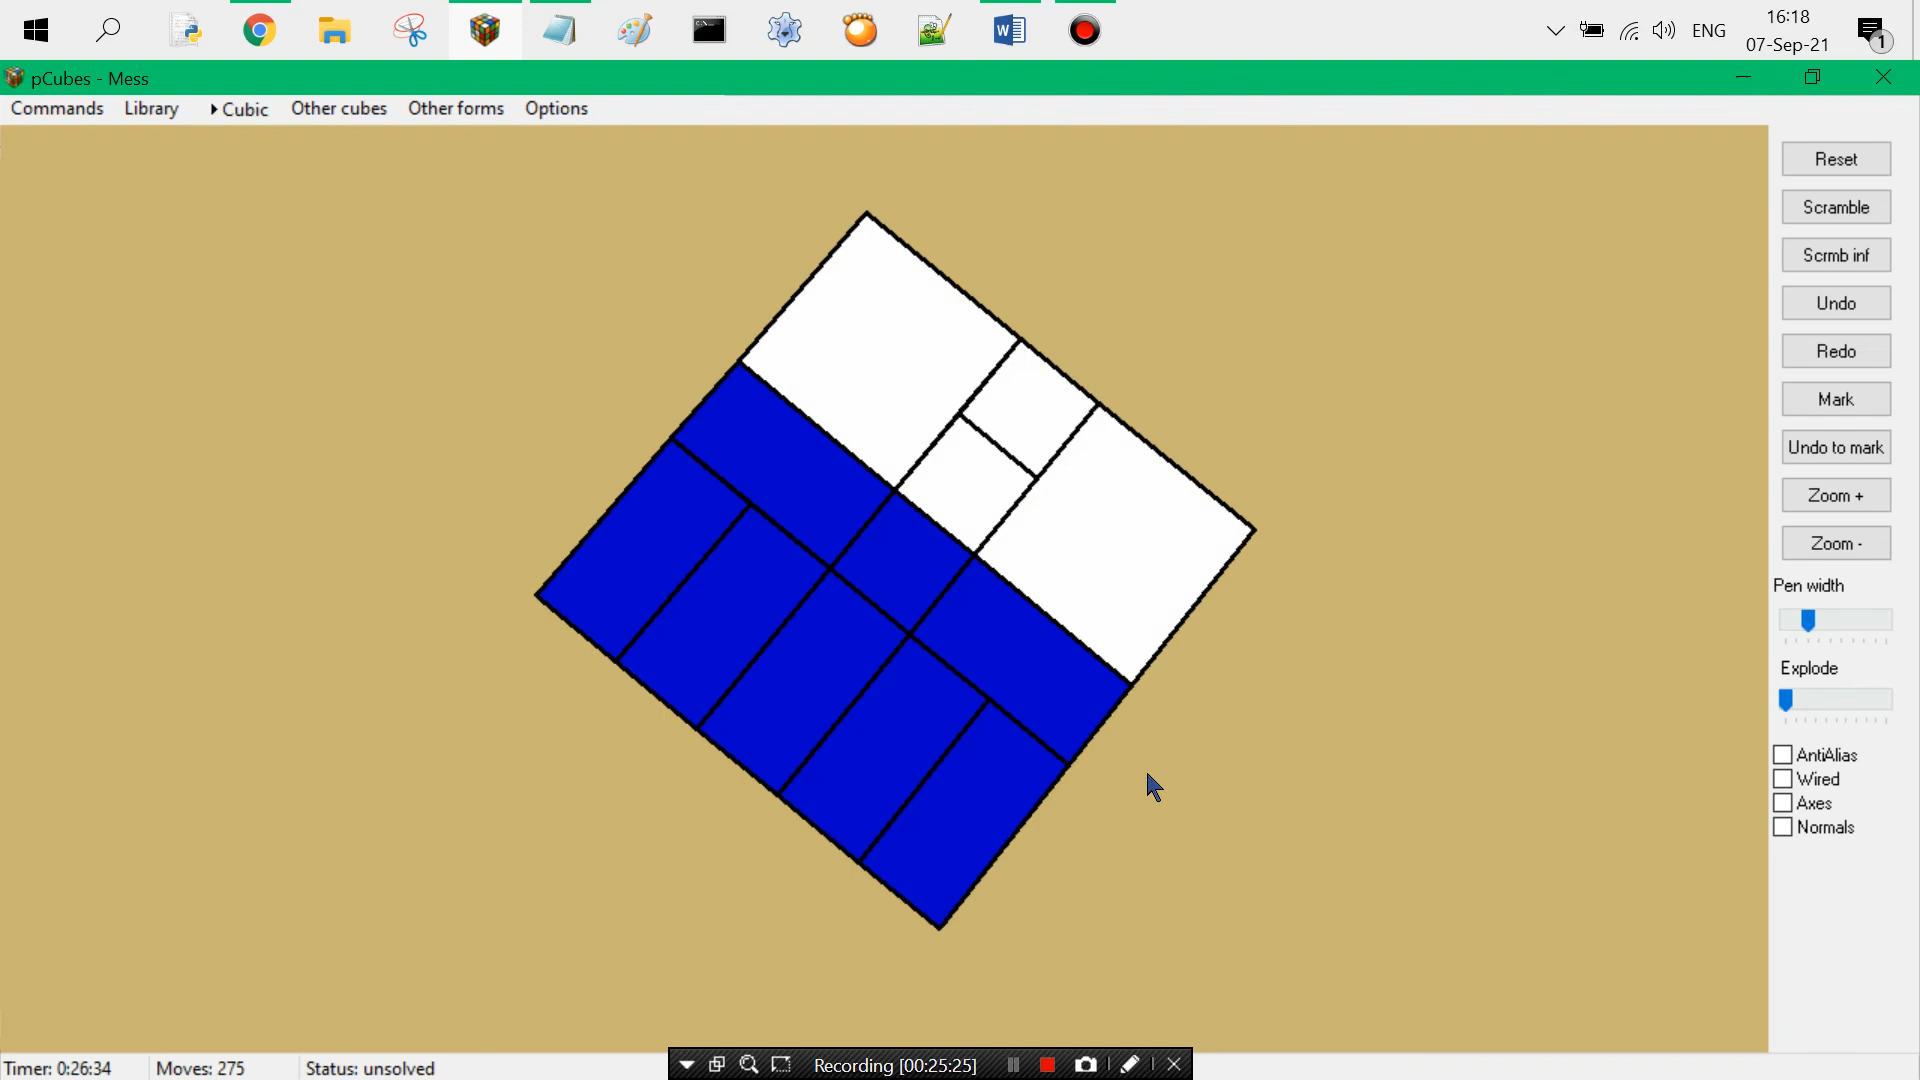 ENG
16:18
07-Sep-21
1
pCubes - Mess
Commands Library Cubic Other cubes Other forms Options
Reset
Scramble
Scrmb inf
Undo
Redo
Mark
Undo to mark
Zoom +
Zoom -
Pen width
Explode
AntiAlias
Wired
Axes
Normals
Timer: 0:26:34 Moves: 275 Status: unsolved
Recording [00:25:25]